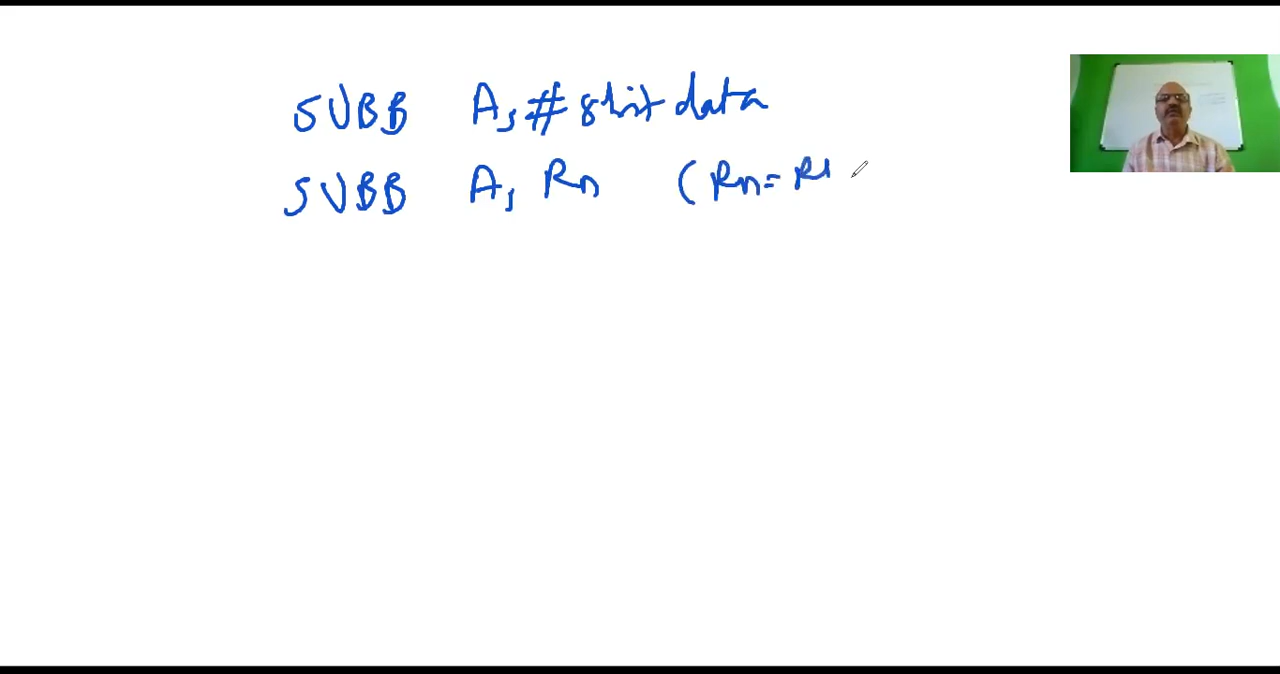 SUBB A, # 8bit data
SUBB A, Rn (Rn = R1